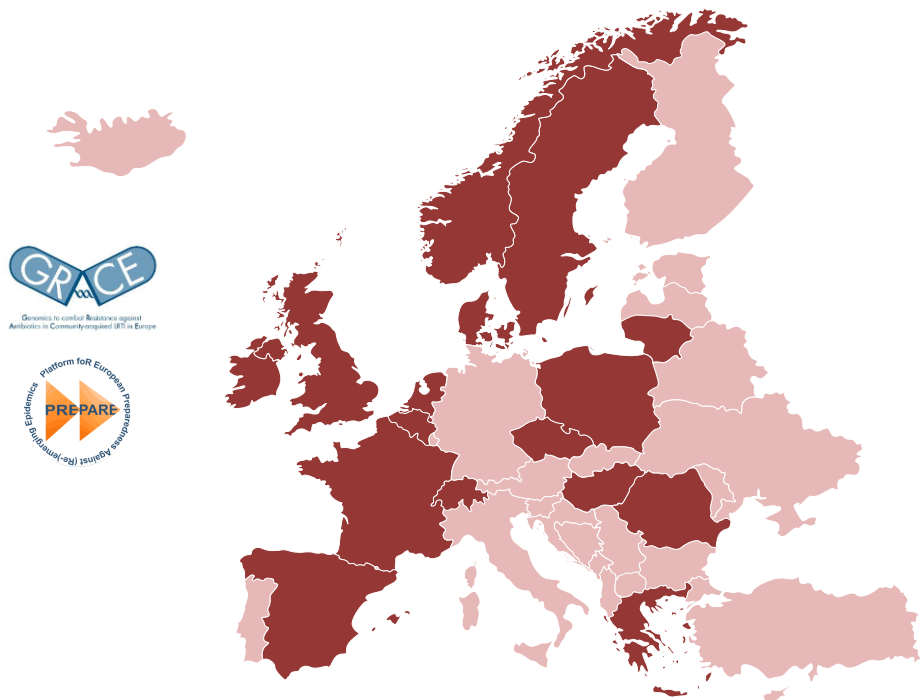 GRACE
Genomics to combat Resistance against
Antibiotics in Community-acquired LRTI in Europe
Platform foR European Preparedness Against (Re-)emerging Epidemics
PREPARE